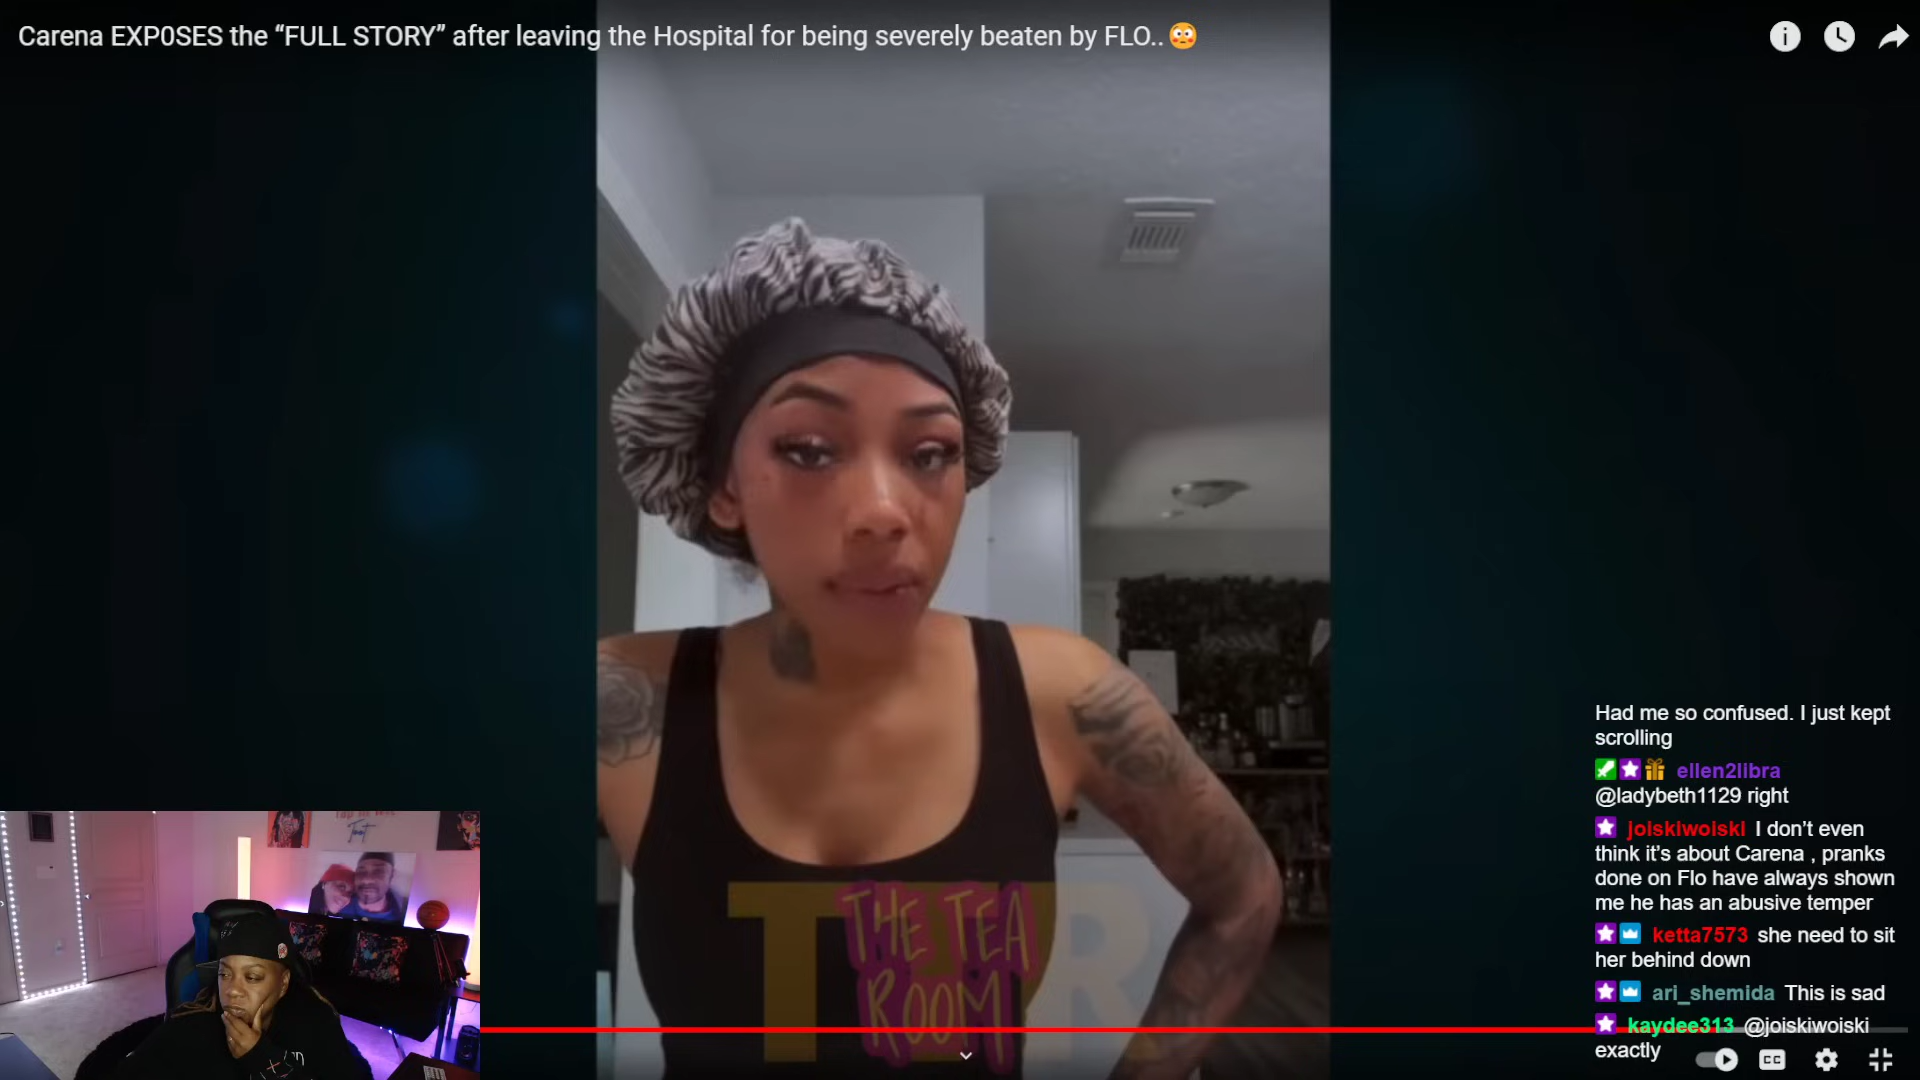 Carena EXP0SES the “FULL STORY” after leaving the Hospital for being severely beaten by FLO..😳
THE TEA
ROOM
Had me so confused. I just kept
scrolling
ellen2libra
@ladybeth1129 right
joiskiwoiski I don’t even
think it’s about Carena , pranks
done on Flo have always shown
me he has an abusive temper
ketta7573 she need to sit
her behind down
ari_shemida This is sad
kaydee313 @joiskiwoiski
exactly
CC